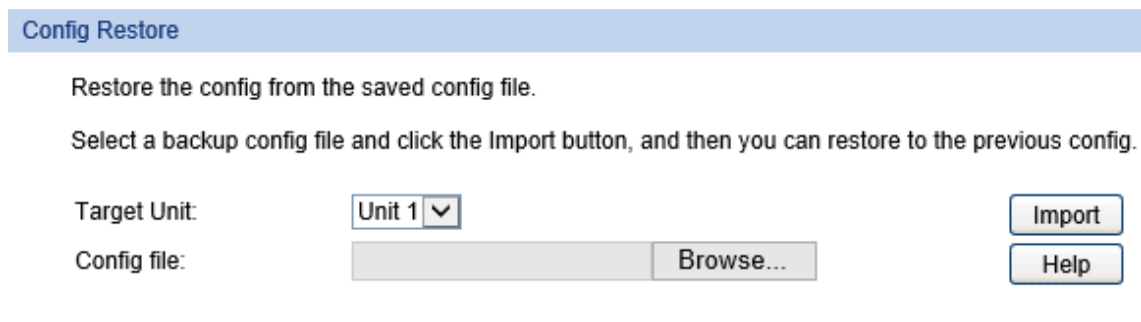 Config Restore
Restore the config from the saved config file.
Select a backup config file and click the Import button, and then you can restore to the previous config.
Target Unit: Unit 1 Import
Config file: Browse... Help